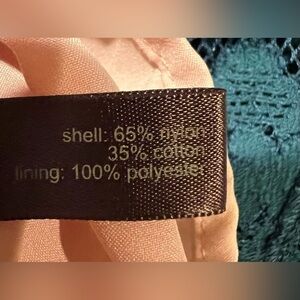 shell: 65% nylon
35% cotton
lining: 100% polyester